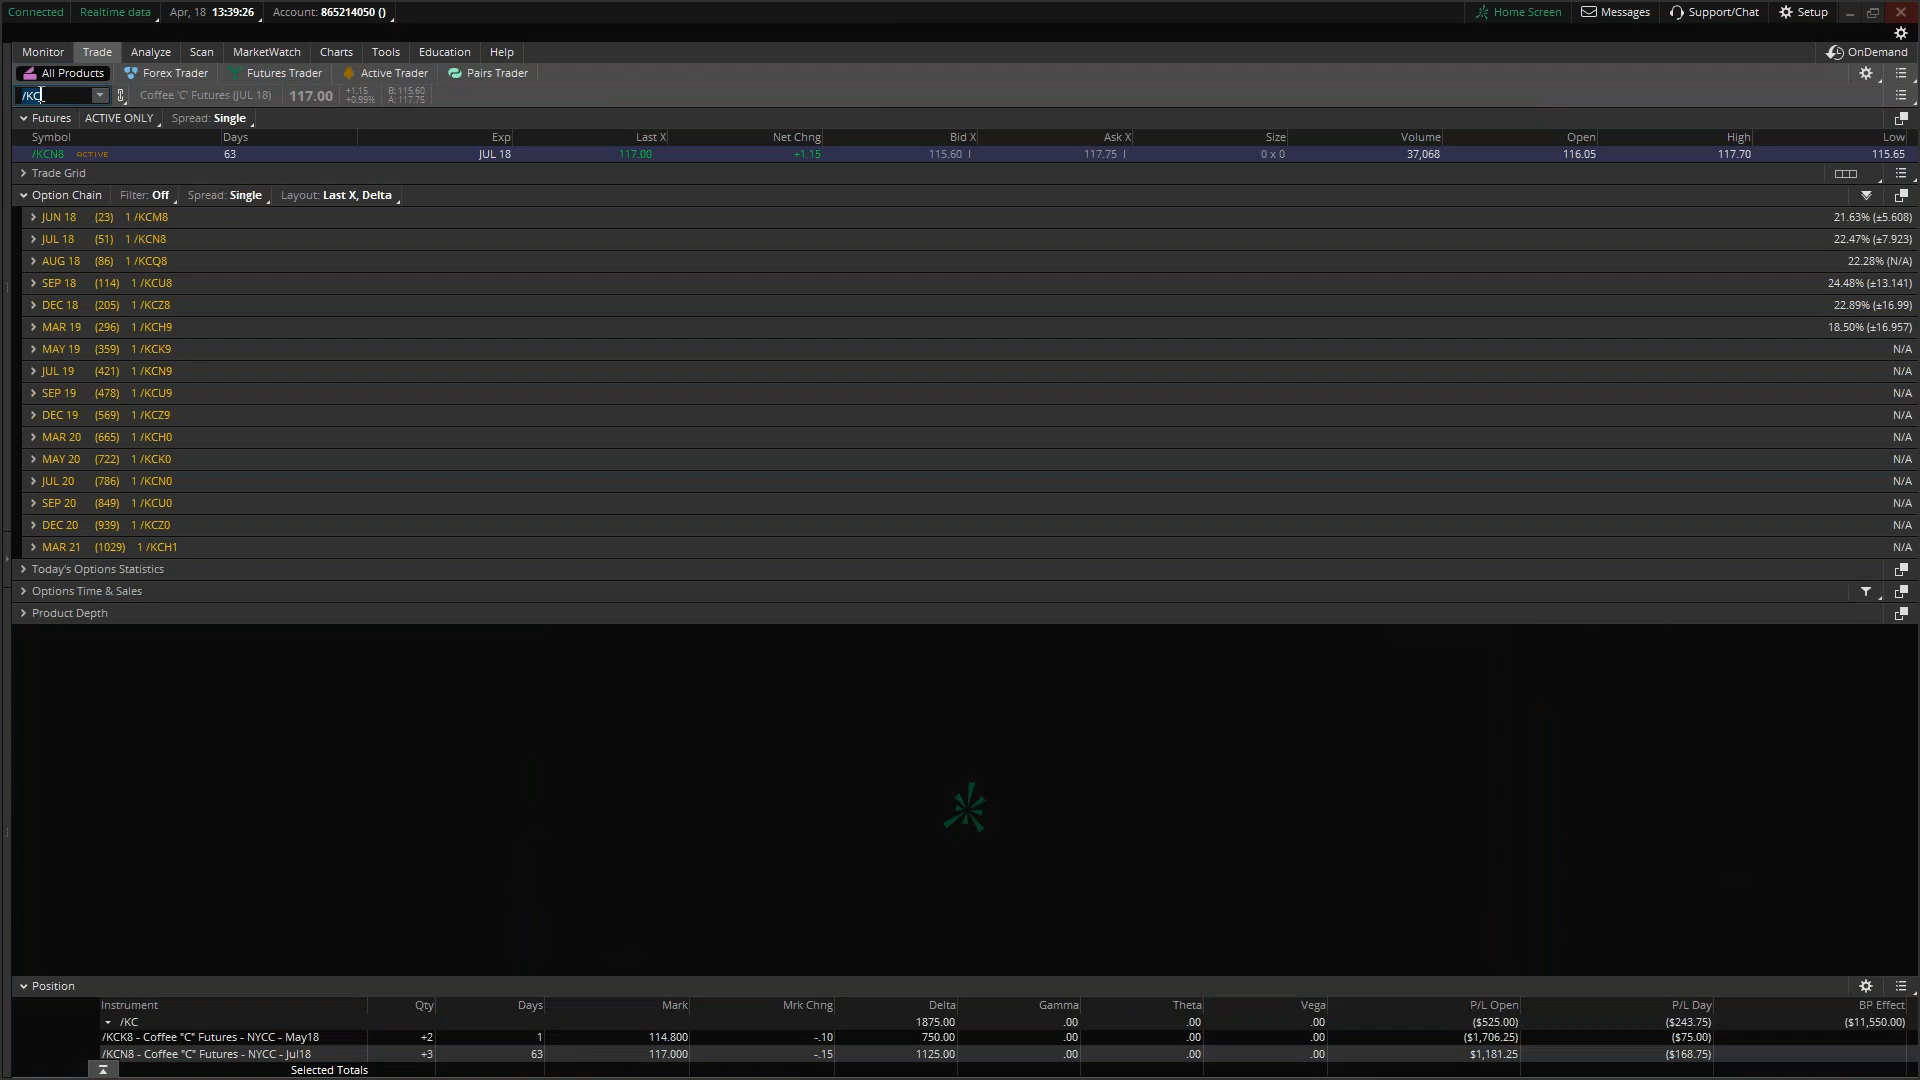 Connected Realtime data Apr, 18 13:39:26 Account: 865214050 () Home Screen Messages Support/Chat Setup
Monitor Trade Analyze Scan MarketWatch Charts Tools Education Help OnDemand
All Products Forex Trader Futures Trader Active Trader Pairs Trader
/KC Coffee 'C' Futures (JUL 18) 117.00 +1.15 +0.99% B: 115.60 A: 117.75
Futures ACTIVE ONLY Spread: Single
Symbol Days Exp Last X Net Chng Bid X Ask X Size Volume Open High Low
/KCN8 ACTIVE 63 JUL 18 117.00 +1.15 115.60 I 117.75 I 0 x 0 37,068 116.05 117.70 115.65
Trade Grid
Option Chain Filter: Off Spread: Single Layout: Last X, Delta
JUN 18 (23) 1 /KCM8 21.63% (±5.608)
JUL 18 (51) 1 /KCN8 22.47% (±7.923)
AUG 18 (86) 1 /KCQ8 22.28% (N/A)
SEP 18 (114) 1 /KCU8 24.48% (±13.141)
DEC 18 (205) 1 /KCZ8 22.89% (±16.99)
MAR 19 (296) 1 /KCH9 18.50% (±16.957)
MAY 19 (359) 1 /KCK9 N/A
JUL 19 (421) 1 /KCN9 N/A
SEP 19 (478) 1 /KCU9 N/A
DEC 19 (569) 1 /KCZ9 N/A
MAR 20 (665) 1 /KCH0 N/A
MAY 20 (722) 1 /KCK0 N/A
JUL 20 (786) 1 /KCN0 N/A
SEP 20 (849) 1 /KCU0 N/A
DEC 20 (939) 1 /KCZ0 N/A
MAR 21 (1029) 1 /KCH1 N/A
Today's Options Statistics
Options Time & Sales
Product Depth
Position
Instrument Qty Days Mark Mrk Chng Delta Gamma Theta Vega P/L Open P/L Day BP Effect
/KC 1875.00 .00 .00 .00 ($525.00) ($243.75) ($11,550.00)
/KCK8 - Coffee "C" Futures - NYCC - May18 +2 1 114.800 -.10 750.00 .00 .00 .00 ($1,706.25) ($75.00)
/KCN8 - Coffee "C" Futures - NYCC - Jul18 +3 63 117.000 -.15 1125.00 .00 .00 .00 $1,181.25 ($168.75)
Selected Totals